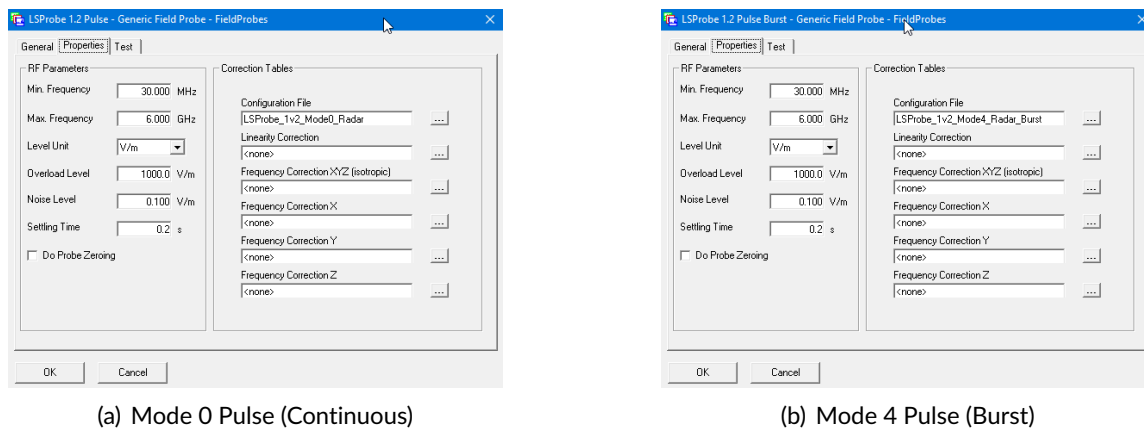 LSProbe 1.2 Pulse - Generic Field Probe - FieldProbes
General Properties Test
RF Parameters
Min. Frequency 30.000 MHz
Max. Frequency 6.000 GHz
Level Unit V/m
Overload Level 1000.0 V/m
Noise Level 0.100 V/m
Settling Time 0.2 s
Do Probe Zeroing
Correction Tables
Configuration File
LSProbe_1v2_Mode0_Radar ...
Linearity Correction
<none> ...
Frequency Correction XYZ (isotropic)
<none> ...
Frequency Correction X
<none> ...
Frequency Correction Y
<none> ...
Frequency Correction Z
<none> ...
OK Cancel
(a) Mode 0 Pulse (Continuous)
LSProbe 1.2 Pulse Burst - Generic Field Probe - FieldProbes
General Properties Test
RF Parameters
Min. Frequency 30.000 MHz
Max. Frequency 6.000 GHz
Level Unit V/m
Overload Level 1000.0 V/m
Noise Level 0.100 V/m
Settling Time 0.2 s
Do Probe Zeroing
Correction Tables
Configuration File
LSProbe_1v2_Mode4_Radar_Burst ...
Linearity Correction
<none> ...
Frequency Correction XYZ (isotropic)
<none> ...
Frequency Correction X
<none> ...
Frequency Correction Y
<none> ...
Frequency Correction Z
<none> ...
OK Cancel
(b) Mode 4 Pulse (Burst)